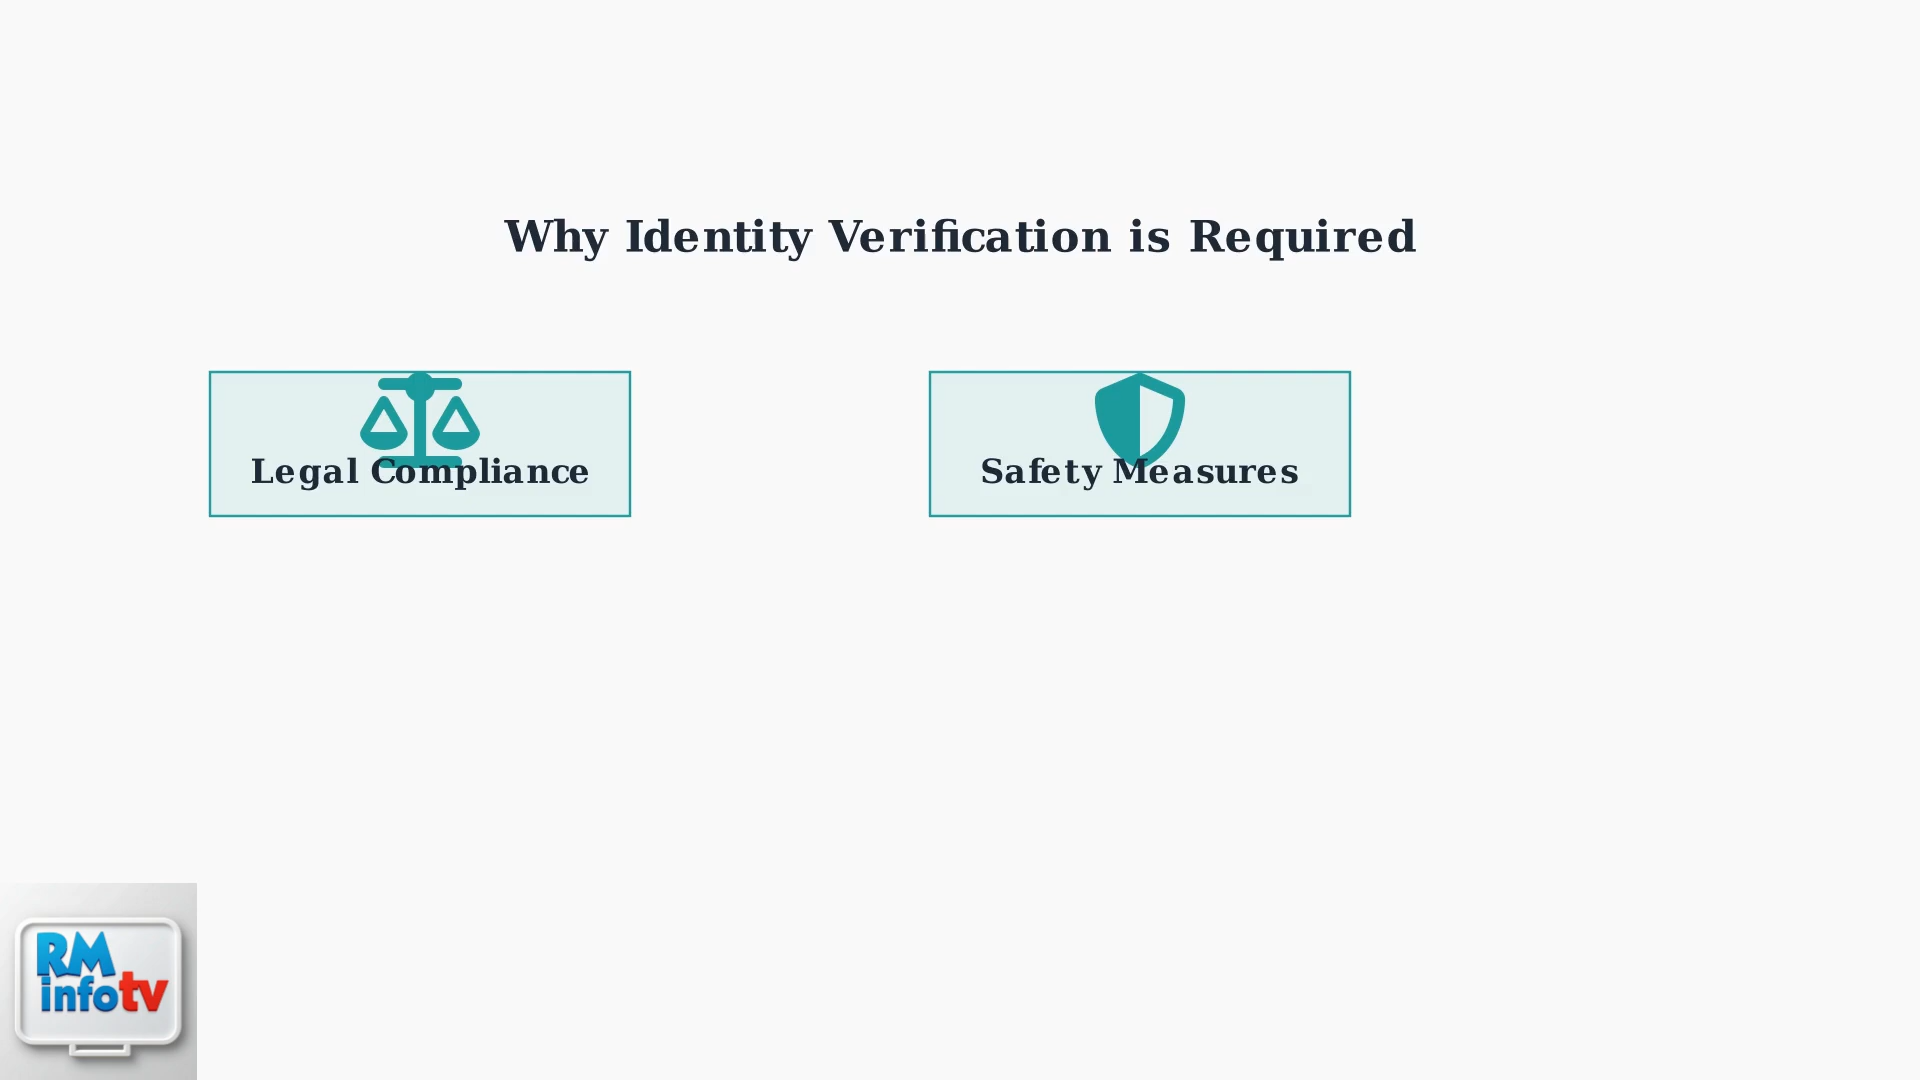 Why Identity Verification is Required
Legal Compliance
Safety Measures
RM
infotv